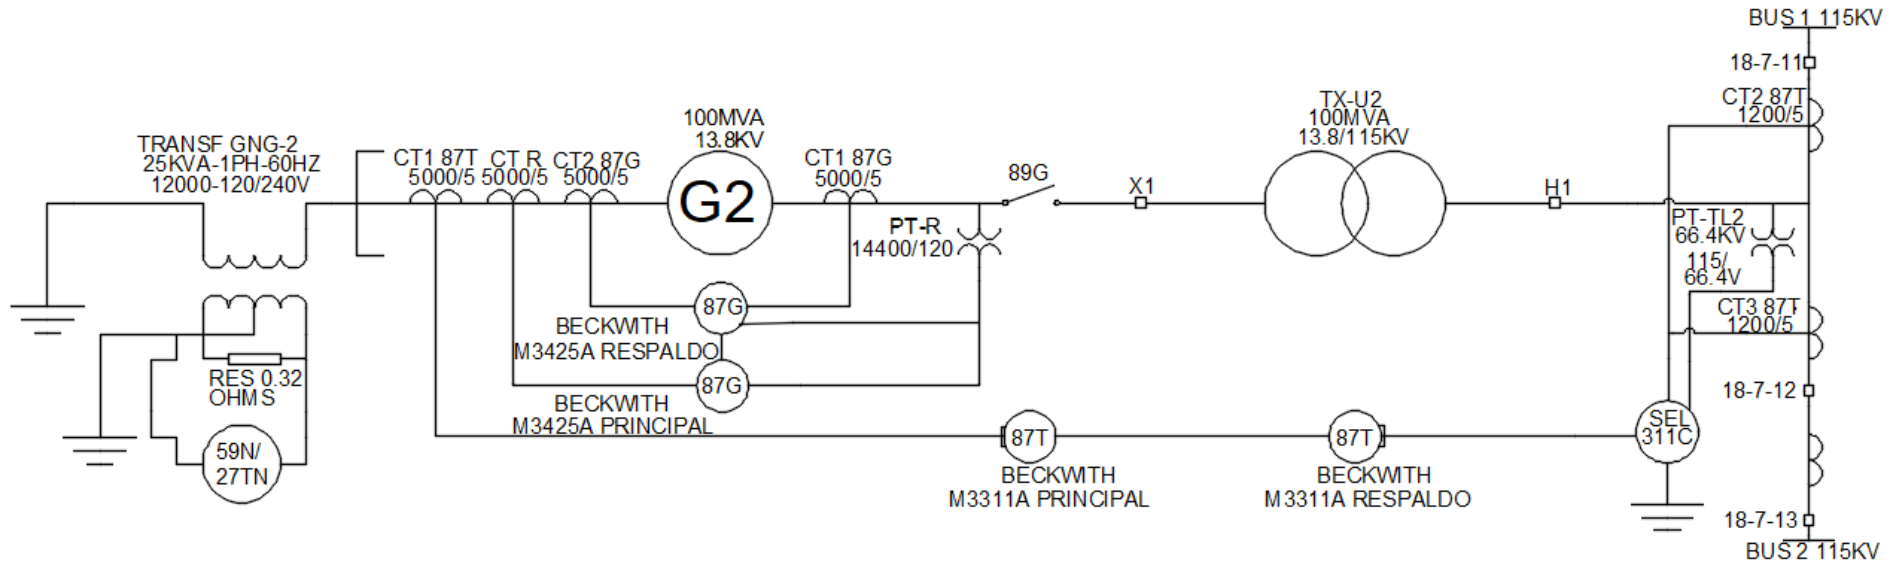 BUS 1 115KV
18-7-11
CT2 87T
1200/5
TX-U2
100MVA
13.8/115KV
100MVA
13.8KV
TRANSF GNG-2
25KVA-1PH-60HZ
12000-120/240V
CT1 87T
5000/5
CT R
5000/5
CT2 87G
5000/5
G2
CT1 87G
5000/5
89G
X1
H1
PT-R
14400/120
PT-TL2
66.4KV
115/
66.4V
CT3 87T
1200/5
87G
BECKWITH
M3425A RESPALDO
87G
BECKWITH
M3425A PRINCIPAL
RES 0.32
OHMS
59N/
27TN
87T
BECKWITH
M3311A PRINCIPAL
87T
BECKWITH
M3311A RESPALDO
SEL
311C
18-7-12
18-7-13
BUS 2 115KV